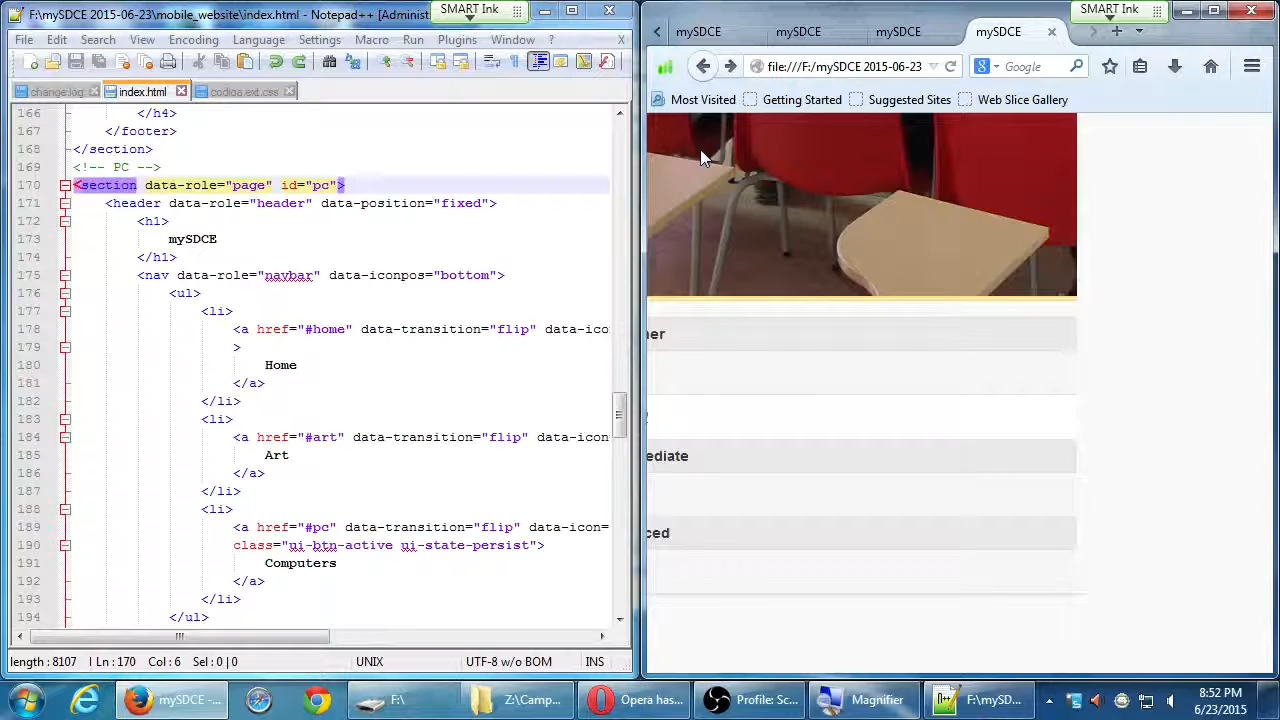 F:\mySDCE 2015-06-23\mobile_website\index.html - Notepad++ [Administ
SMART Ink
File Edit Search View Encoding Language Settings Macro Run Plugins Window ? X
change.log index.html codiqa.ext.css
166 </h4>
167 </footer>
168 </section>
169 <!-- PC -->
170 <section data-role="page" id="pc">
171 <header data-role="header" data-position="fixed">
172 <h1>
173 mySDCE
174 </h1>
175 <nav data-role="navbar" data-iconpos="bottom">
176 <ul>
177 <li>
178 <a href="#home" data-transition="flip" data-ico
179 >
180 Home
181 </a>
182 </li>
183 <li>
184 <a href="#art" data-transition="flip" data-icon
185 Art
186 </a>
187 </li>
188 <li>
189 <a href="#pc" data-transition="flip" data-icon=
190 class="ui-btn-active ui-state-persist">
191 Computers
192 </a>
193 </li>
194 </ul>
length : 8107 l Ln : 170 Col : 6 Sel : 0 | 0 UNIX UTF-8 w/o BOM INS
SMART Ink
mySDCE mySDCE mySDCE mySDCE
file:///F:/mySDCE 2015-06-23 Google
Most Visited Getting Started Suggested Sites Web Slice Gallery
ner
ediate
ced
mySDCE -... F:\ Z:\Camp... Opera has... Profile: Sc... Magnifier F:\mySD... 8:52 PM
6/23/2015